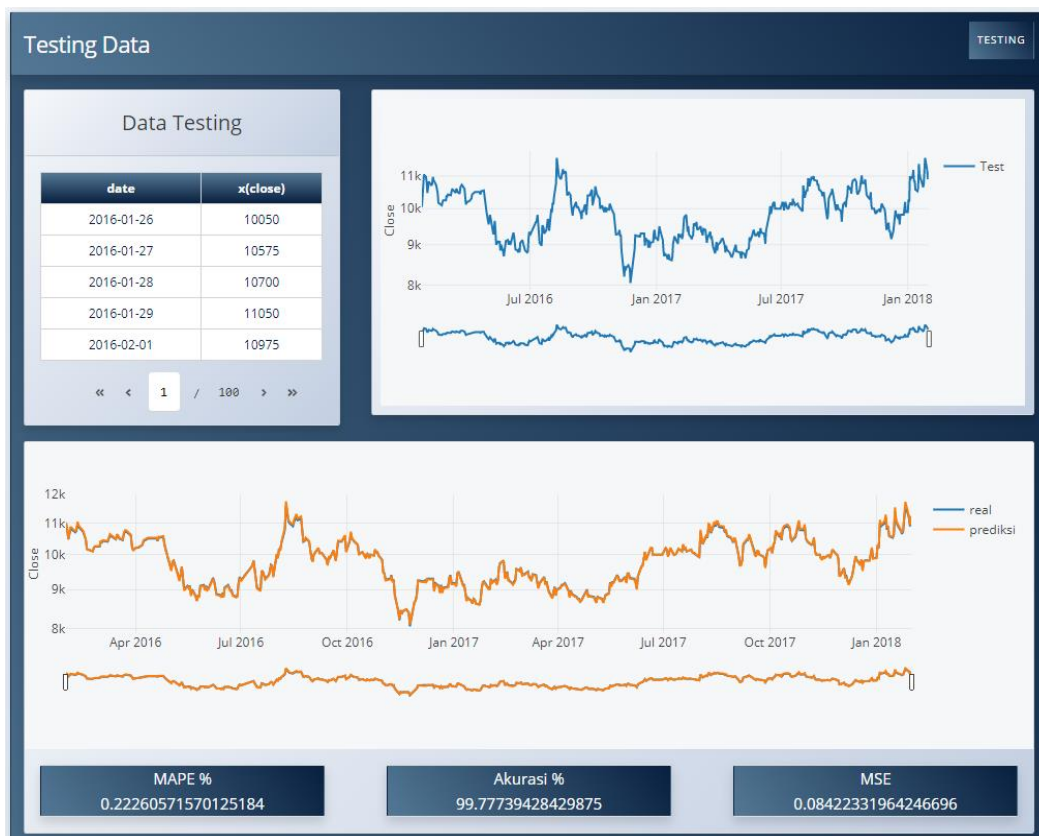 Testing Data
TESTING
Data Testing
date x(close)
2016-01-26 10050
2016-01-27 10575
2016-01-28 10700
2016-01-29 11050
2016-02-01 10975
« < 1 / 100 > »
11k
10k
9k
8k
Close
Jul 2016 Jan 2017 Jul 2017 Jan 2018
Test
12k
11k
10k
9k
8k
Close
Apr 2016 Jul 2016 Oct 2016 Jan 2017 Apr 2017 Jul 2017 Oct 2017 Jan 2018
real
prediksi
MAPE %
0.22260571570125184
Akurasi %
99.77739428429875
MSE
0.08422331964246696